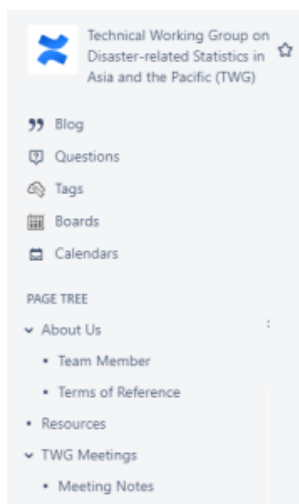 Technical Working Group on
Disaster-related Statistics in
Asia and the Pacific (TWG)
Blog
Questions
Tags
Boards
Calendars
PAGE TREE
About Us
• Team Member
• Terms of Reference
• Resources
TWG Meetings
• Meeting Notes